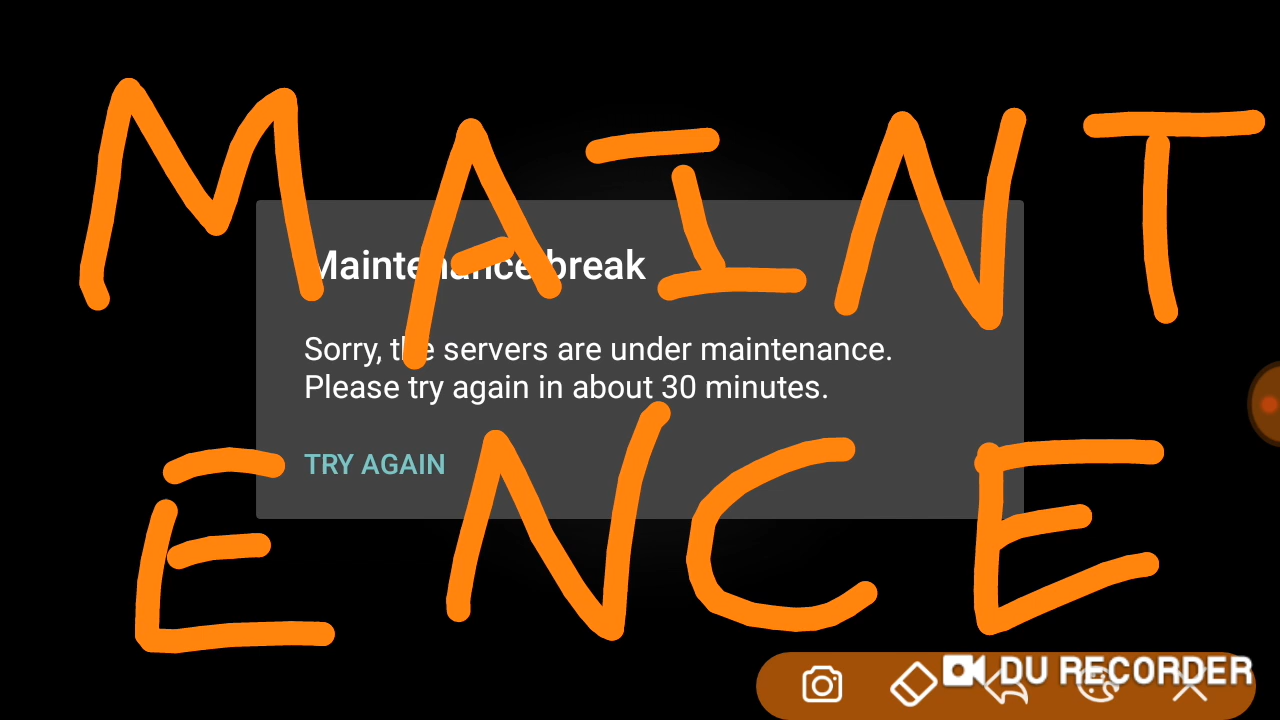 MAINT
Maintenance break
Sorry, the servers are under maintenance.
Please try again in about 30 minutes.
TRY AGAIN
ENCE
DU RECORDER